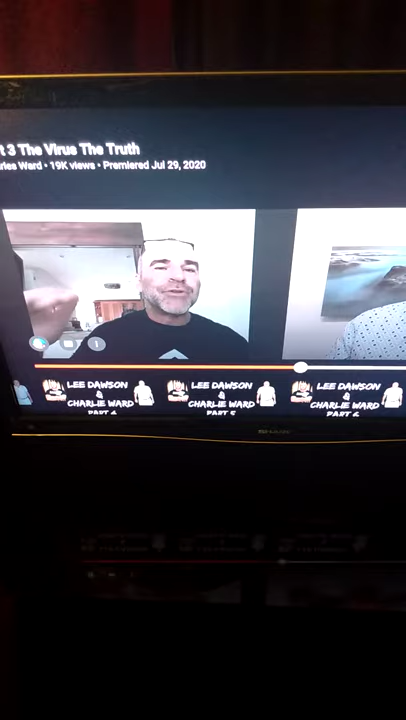 t 3 The Virus The Truth
rles Ward • 19K views • Premiered Jul 29, 2020
LEE DAWSON
&
CHARLIE WARD
PART 4
LEE DAWSON
&
CHARLIE WARD
PART 5
LEE DAWSON
&
CHARLIE WARD
PART 6
SHARP